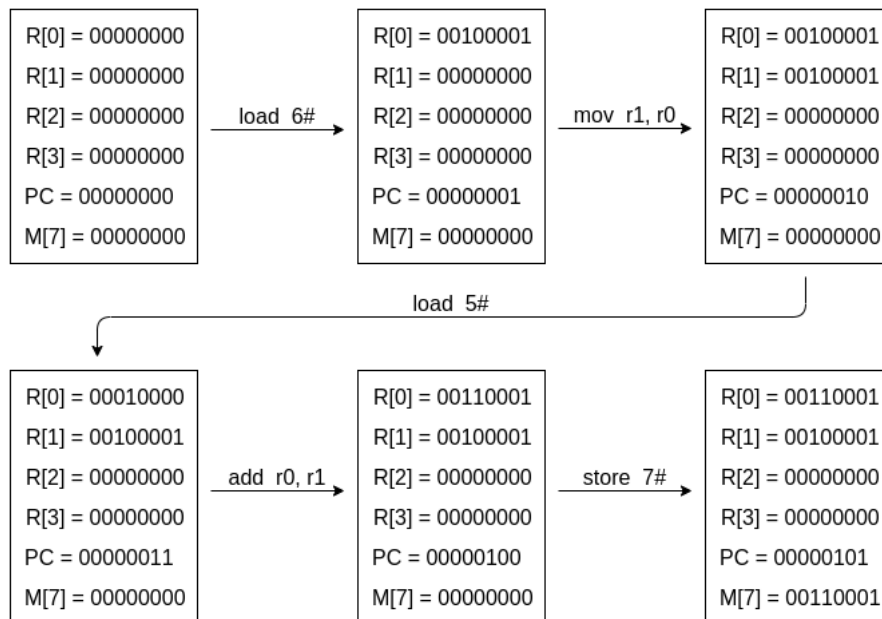 R[0] = 00000000
R[1] = 00000000
R[2] = 00000000
R[3] = 00000000
PC = 00000000
M[7] = 00000000
load 6#
R[0] = 00100001
R[1] = 00000000
R[2] = 00000000
R[3] = 00000000
PC = 00000001
M[7] = 00000000
mov r1, r0
R[0] = 00100001
R[1] = 00100001
R[2] = 00000000
R[3] = 00000000
PC = 00000010
M[7] = 00000000
load 5#
R[0] = 00010000
R[1] = 00100001
R[2] = 00000000
R[3] = 00000000
PC = 00000011
M[7] = 00000000
add r0, r1
R[0] = 00110001
R[1] = 00100001
R[2] = 00000000
R[3] = 00000000
PC = 00000100
M[7] = 00000000
store 7#
R[0] = 00110001
R[1] = 00100001
R[2] = 00000000
R[3] = 00000000
PC = 00000101
M[7] = 00110001